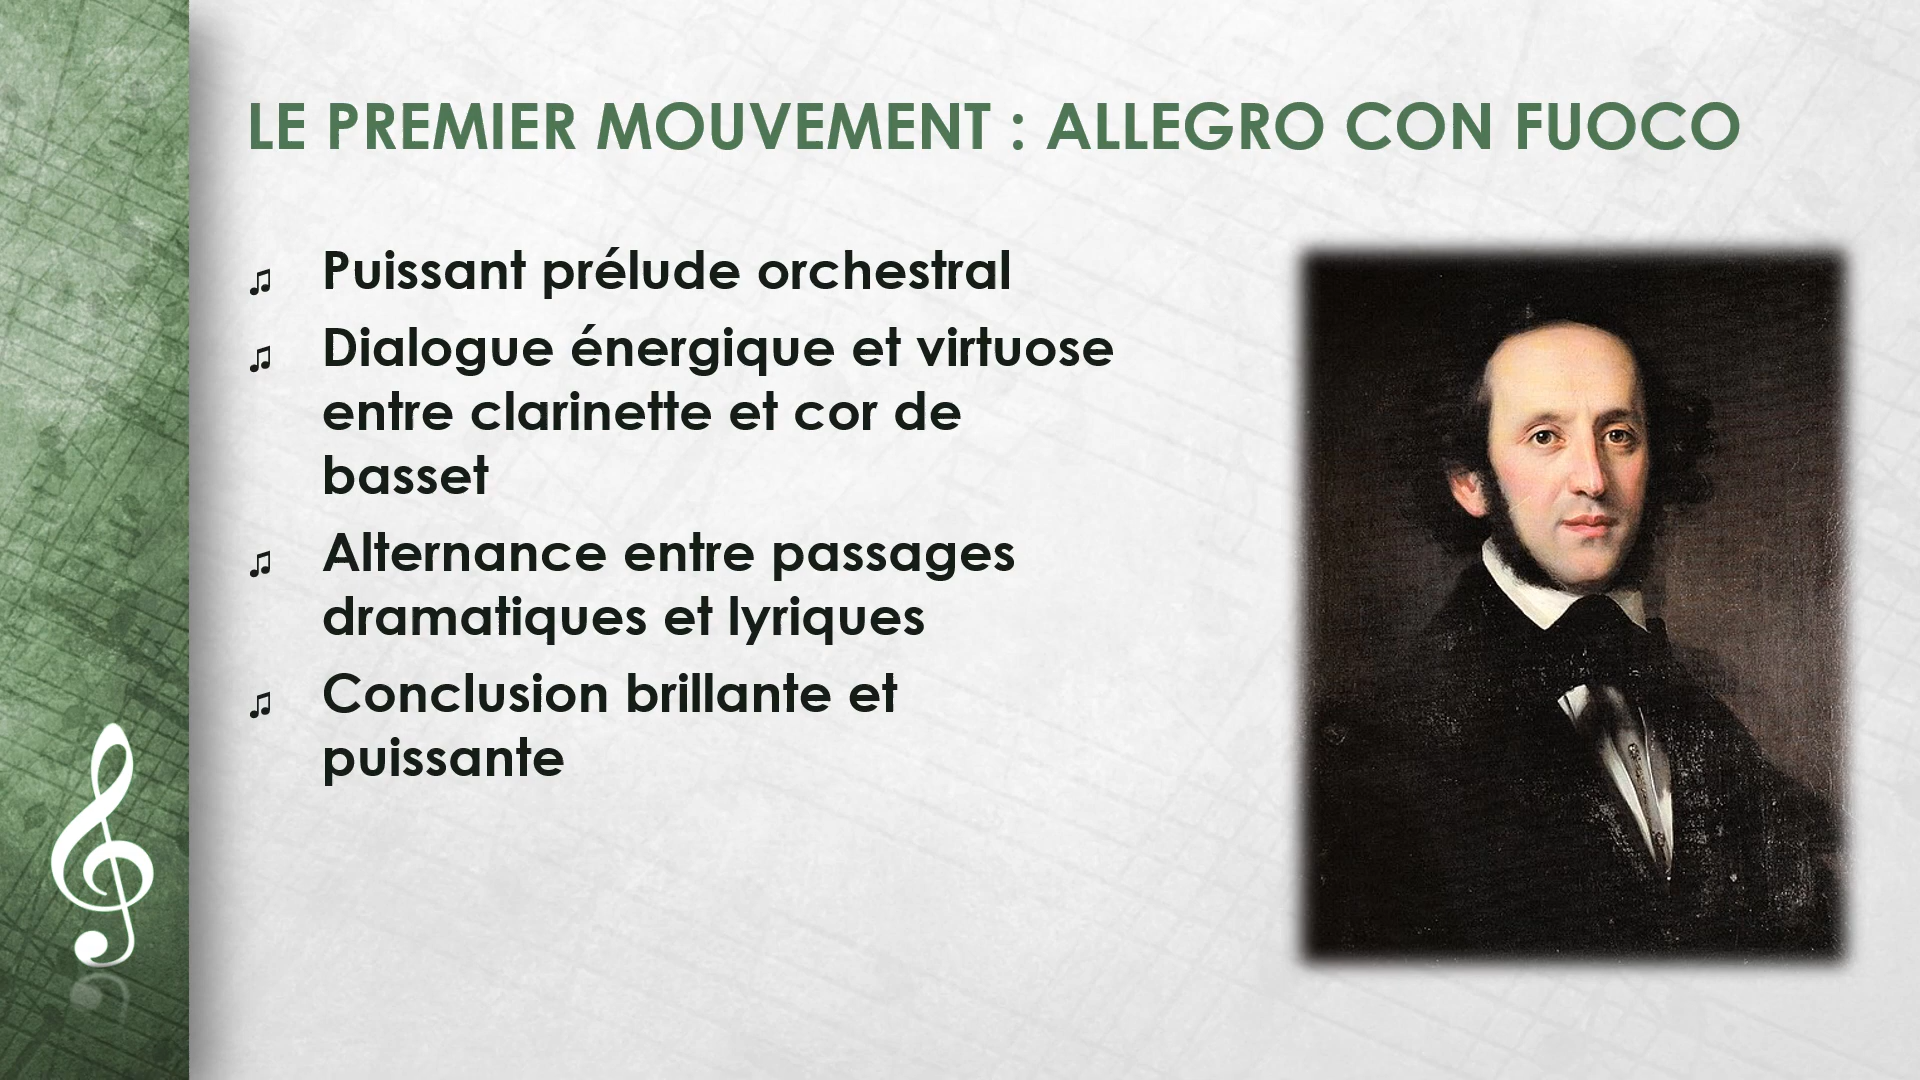 LE PREMIER MOUVEMENT : ALLEGRO CON FUOCO
♫ Puissant prélude orchestral
♫ Dialogue énergique et virtuose
entre clarinette et cor de
basset
♫ Alternance entre passages
dramatiques et lyriques
♫ Conclusion brillante et
puissante